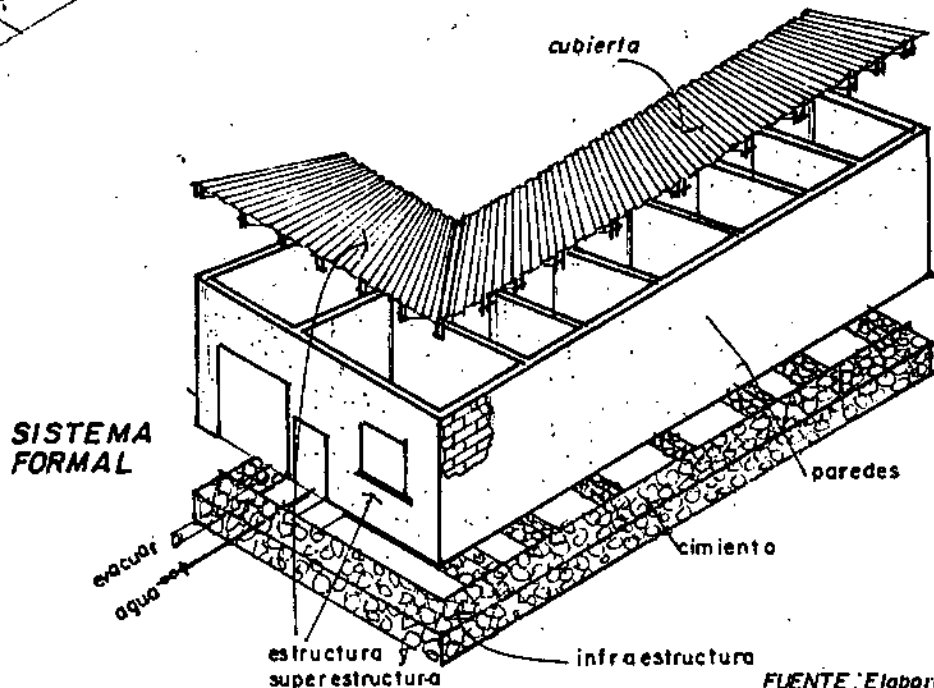 cubierta
SISTEMA
FORMAL
paredes
cimiento
evacuar
agua
estructura y
superestructura
infraestructura
FUENTE: Elabor